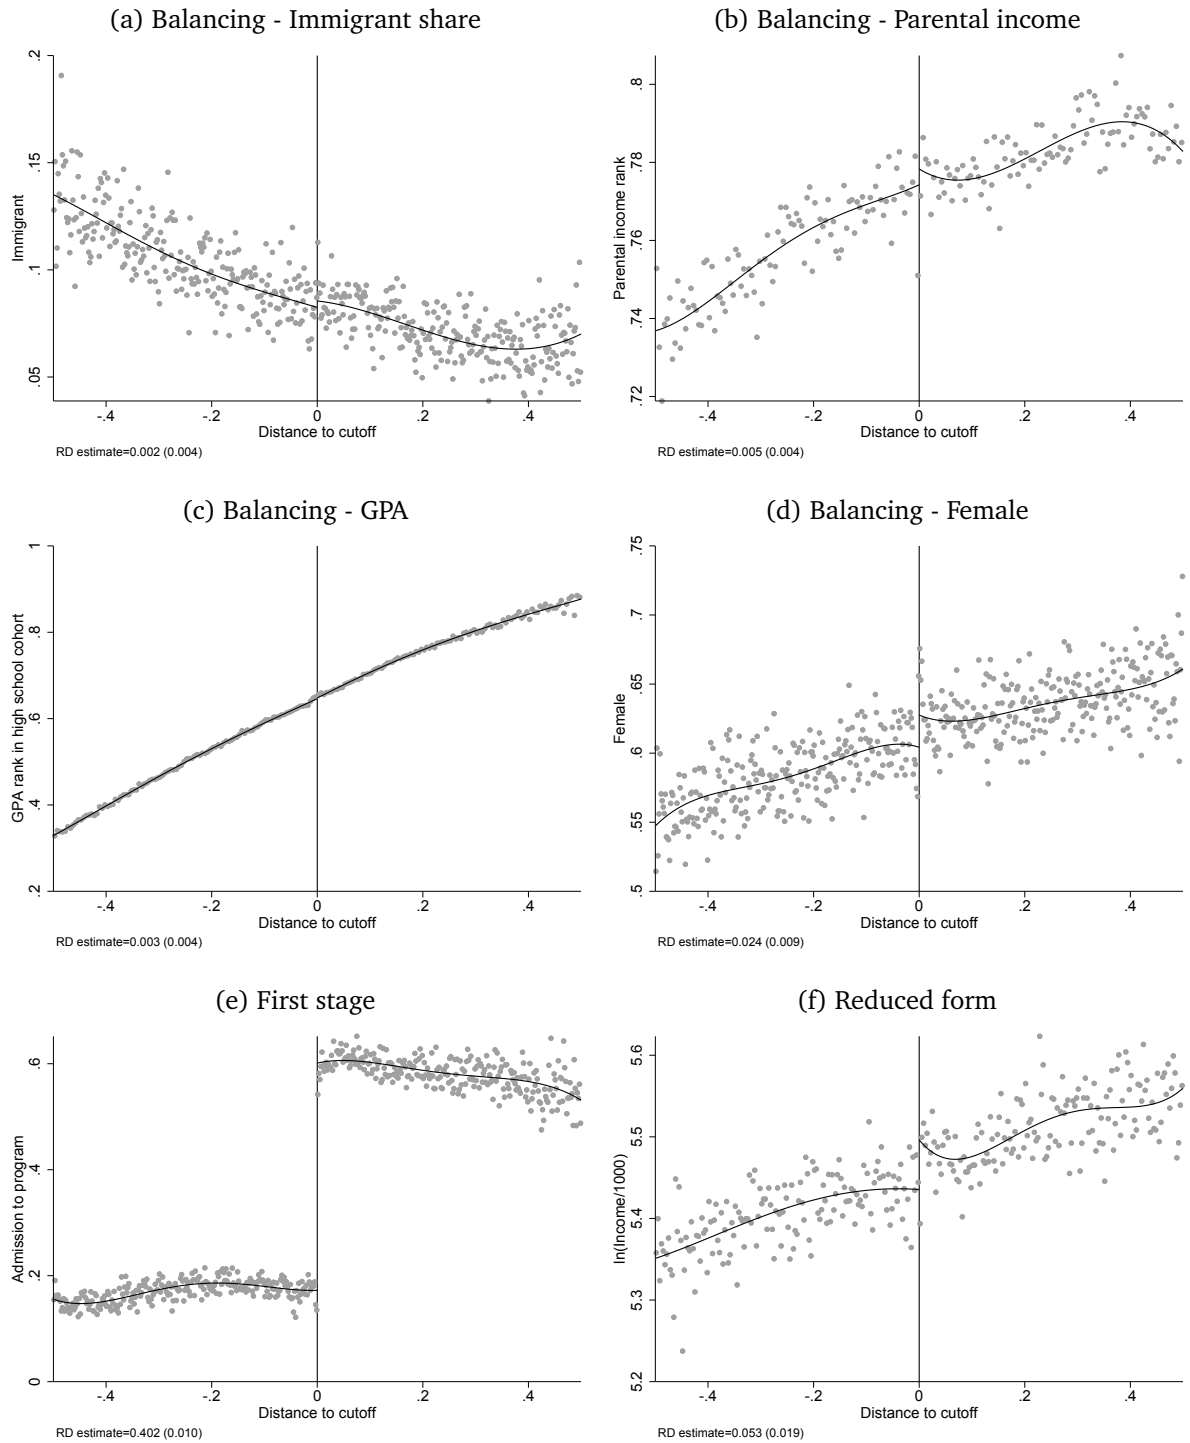 (a) Balancing - Immigrant share
.2
.15
.1
.05
Immigrant
-.4 -.2 0 .2 .4
Distance to cutoff
RD estimate=0.002 (0.004)
(b) Balancing - Parental income
.8
.78
.76
.74
.72
Parental income rank
-.4 -.2 0 .2 .4
Distance to cutoff
RD estimate=0.005 (0.004)
(c) Balancing - GPA
1
.8
.6
.4
.2
GPA rank in high school cohort
-.4 -.2 0 .2 .4
Distance to cutoff
RD estimate=0.003 (0.004)
(d) Balancing - Female
.75
.7
.65
.6
.55
.5
Female
-.4 -.2 0 .2 .4
Distance to cutoff
RD estimate=0.024 (0.009)
(e) First stage
.6
.4
.2
0
Admission to program
-.4 -.2 0 .2 .4
Distance to cutoff
RD estimate=0.402 (0.010)
(f) Reduced form
5.6
5.5
5.4
5.3
5.2
ln(Income/1000)
-.4 -.2 0 .2 .4
Distance to cutoff
RD estimate=0.053 (0.019)